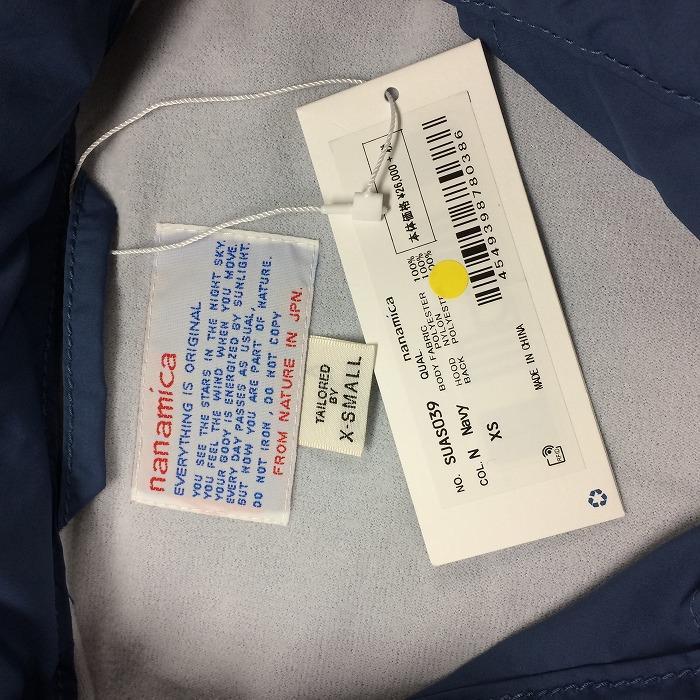 nanamica
EVERYTHING IS ORIGINAL
YOU SEE THE STARS IN THE NIGHT SKY.
YOU FEEL THE WIND WHEN YOU MOVE.
YOUR BODY IS ENERGIZED BY SUNLIGHT.
EVERY DAY PASSES AS USUAL,
BUT NOW YOU ARE PART OF NATURE.
DO NOT IRON, DO NOT COPY
FROM NATURE IN JPN.
TAILORED
BY
X-SMALL
nanamica
本体価格 ¥26,000 +
4549398780386
QUAL
BODY FABRIC
POLYESTER 100%
NYLON 100%
HOOD
BACK POLYEST
NO. SUAS039
COL. N Navy
XS
MADE IN CHINA